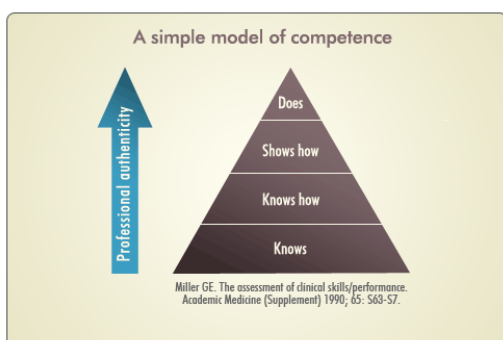 A simple model of competence
Professional authenticity
Does
Shows how
Knows how
Knows
Miller GE. The assessment of clinical skills/performance.
Academic Medicine (Supplement) 1990; 65: S63-S7.